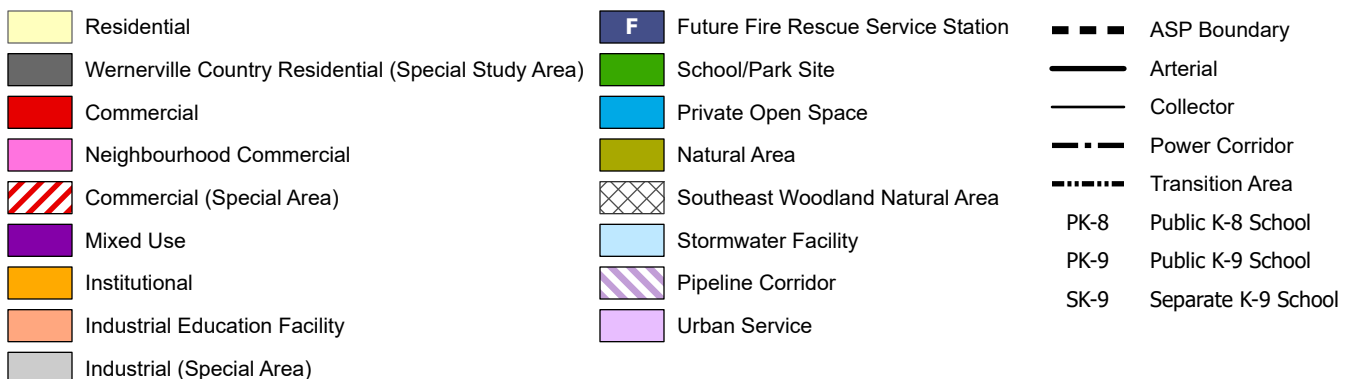 Residential
Wernerville Country Residential (Special Study Area)
Commercial
Neighbourhood Commercial
Commercial (Special Area)
Mixed Use
Institutional
Industrial Education Facility
Industrial (Special Area)
F Future Fire Rescue Service Station
School/Park Site
Private Open Space
Natural Area
Southeast Woodland Natural Area
Stormwater Facility
Pipeline Corridor
Urban Service
ASP Boundary
Arterial
Collector
Power Corridor
Transition Area
PK-8 Public K-8 School
PK-9 Public K-9 School
SK-9 Separate K-9 School